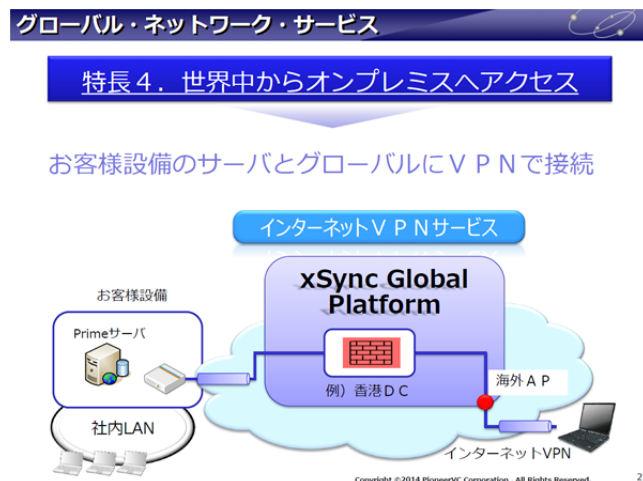 グローバル・ネットワーク・サービス
特長４．世界中からオンプレミスへアクセス
お客様設備のサーバとグローバルにＶＰＮで接続
インターネットＶＰＮサービス
xSync Global
Platform
お客様設備
Primeサーバ
例）香港ＤＣ
海外ＡＰ
社内LAN
インターネットVPN
Copyright ©2014 PioneerVC Corporation . All Rights Reserved.
2